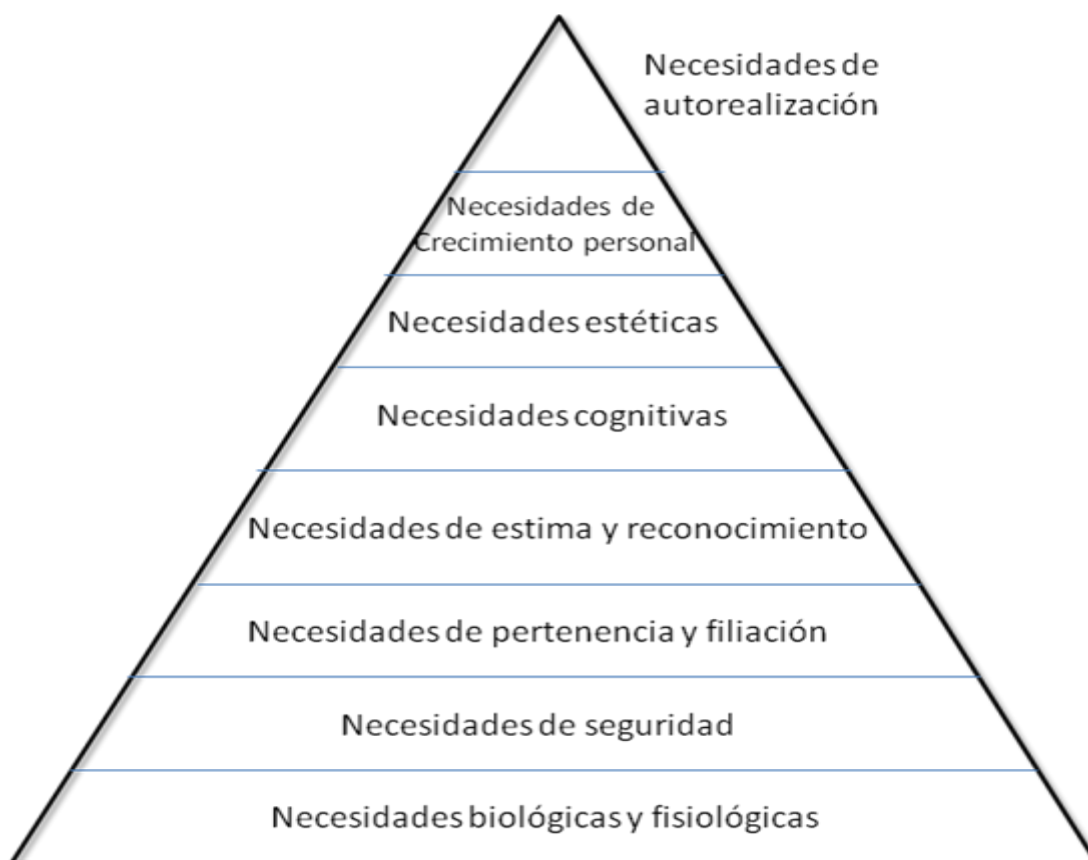 Necesidades de
autorealización
Necesidades de
Crecimiento personal
Necesidades estéticas
Necesidades cognitivas
Necesidades de estima y reconocimiento
Necesidades de pertenencia y filiación
Necesidades de seguridad
Necesidades biológicas y fisiológicas